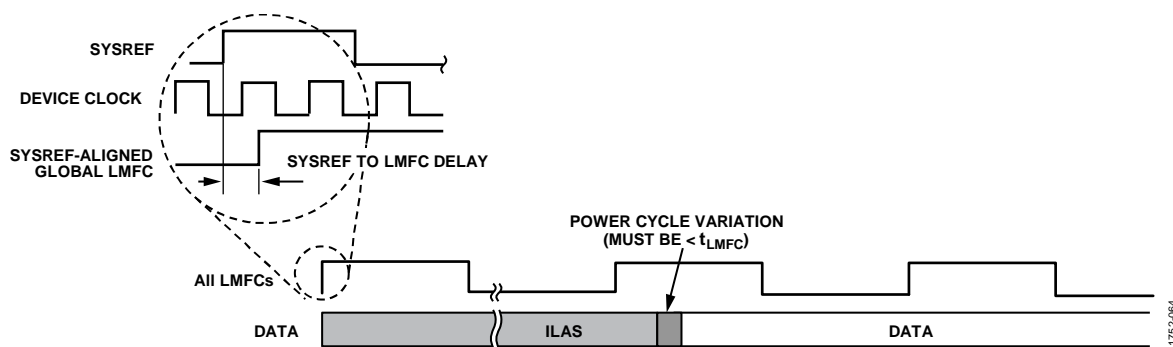 SYSREF
DEVICE CLOCK
SYSREF-ALIGNED
GLOBAL LMFC
SYSREF TO LMFC DELAY
POWER CYCLE VARIATION
(MUST BE < tLMFC)
All LMFCs
DATA
ILAS
DATA